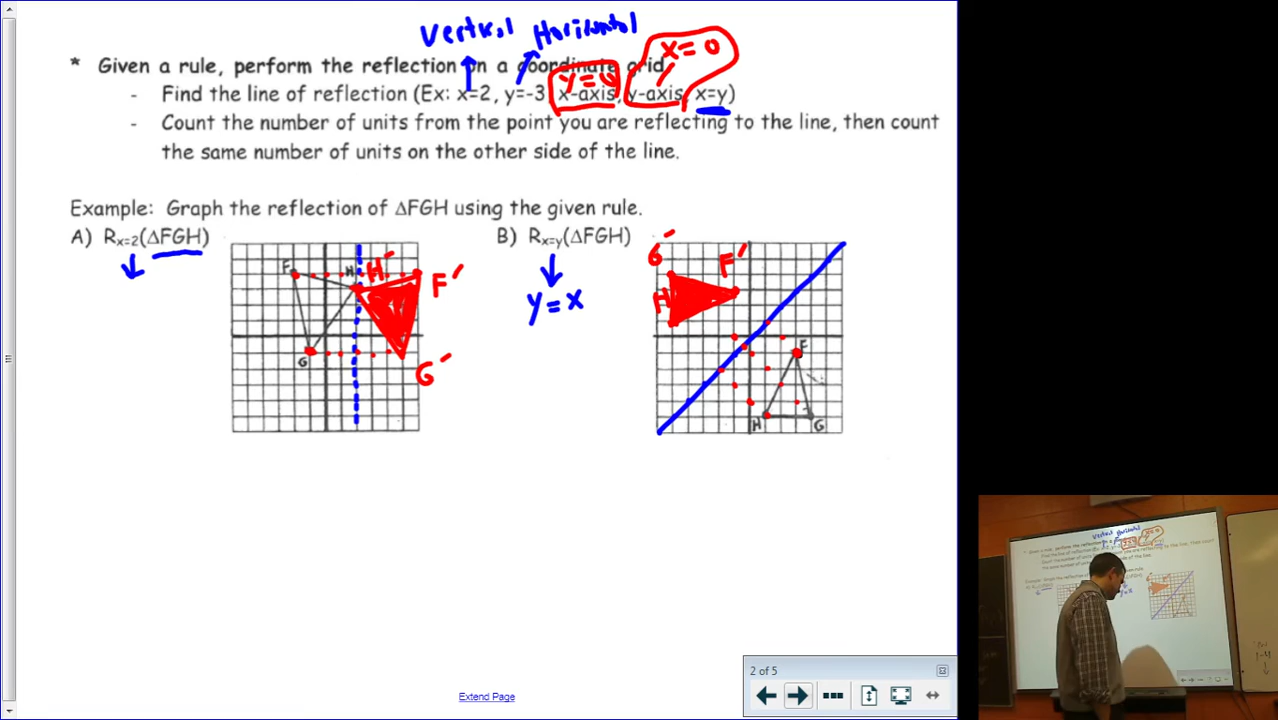 Vertical Horizontal
x=0
* Given a rule, perform the reflection on a coordinate grid
y=0
- Find the line of reflection (Ex: x=2, y=-3, x-axis, y-axis, x=y)
- Count the number of units from the point you are reflecting to the line, then count
the same number of units on the other side of the line.
Example: Graph the reflection of ΔFGH using the given rule.
A) Rx=2(ΔFGH)
F H H' F'
G G'
B) Rx=y(ΔFGH)
y=x
G' F'
H
F
H G
2 of 5
Extend Page